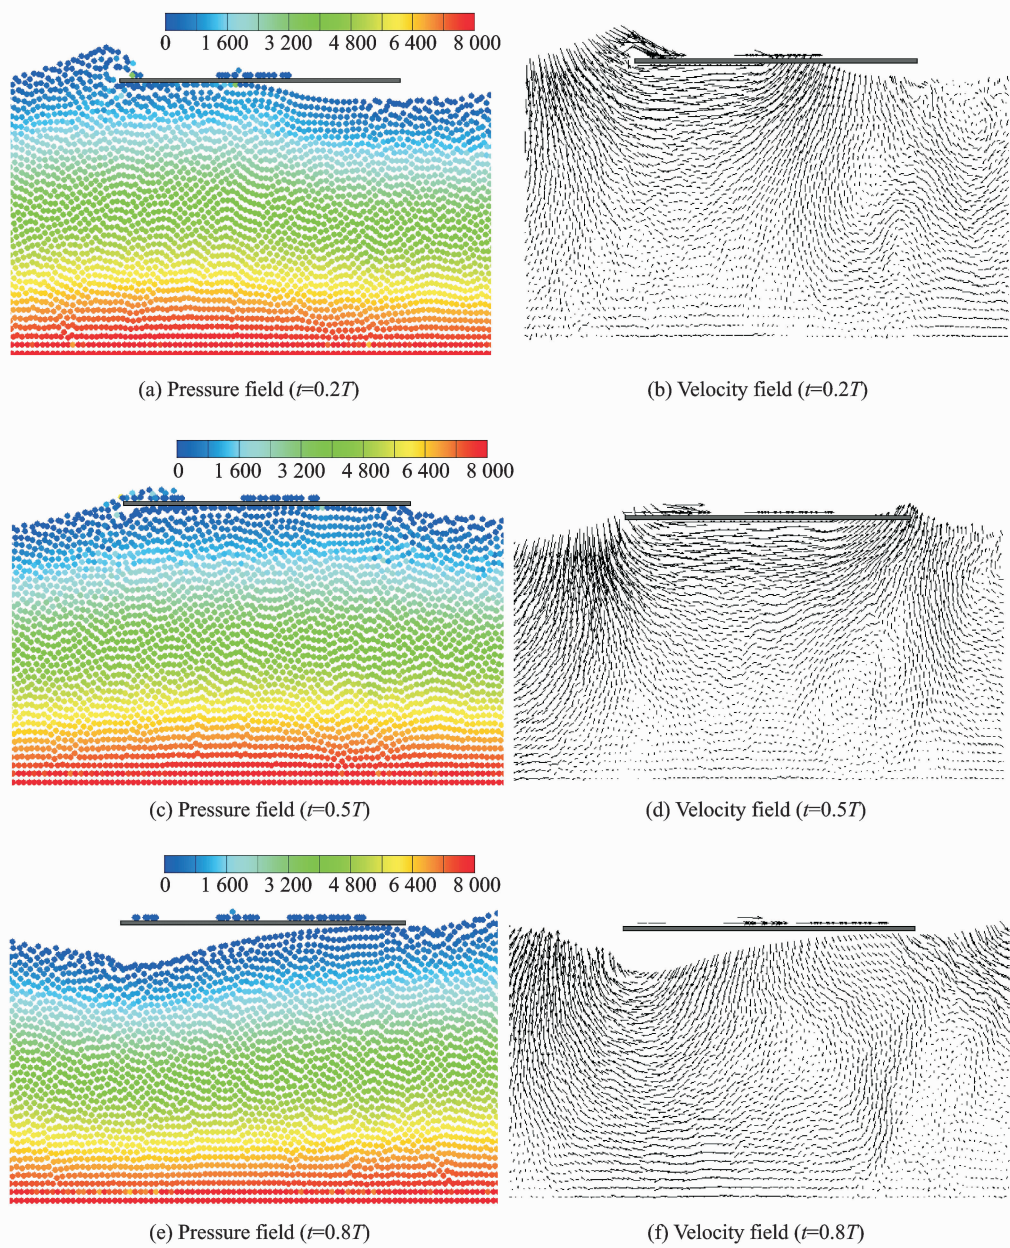 0 1 600 3 200 4 800 6 400 8 000
(a) Pressure field (t=0.2T)
(b) Velocity field (t=0.2T)
0 1 600 3 200 4 800 6 400 8 000
(c) Pressure field (t=0.5T)
(d) Velocity field (t=0.5T)
0 1 600 3 200 4 800 6 400 8 000
(e) Pressure field (t=0.8T)
(f) Velocity field (t=0.8T)